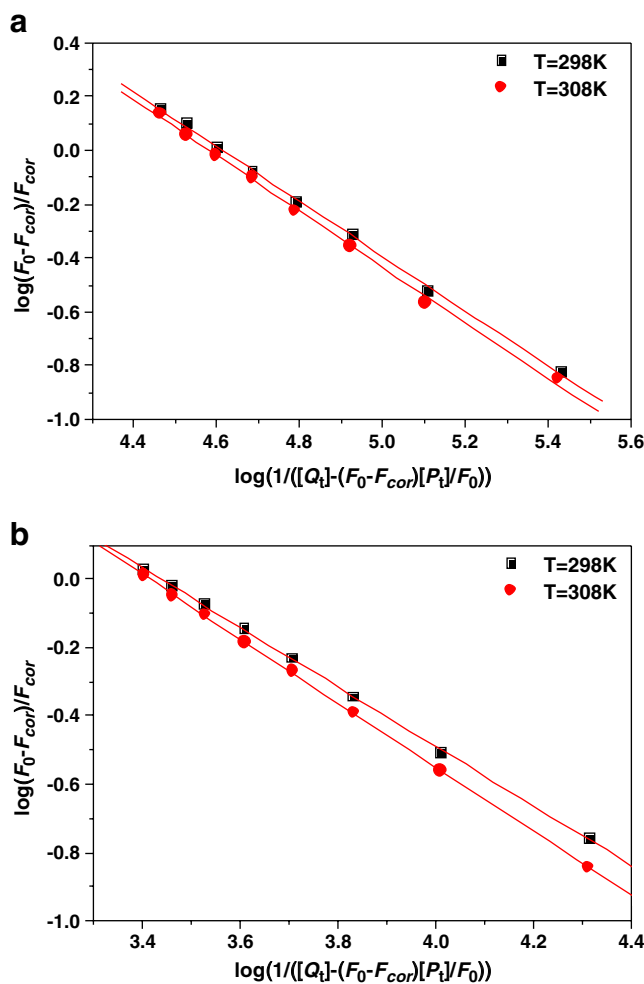 a
0.4
0.2
0.0
-0.2
-0.4
-0.6
-0.8
-1.0
log(F0-Fcor)/Fcor
T=298K
T=308K
4.4 4.6 4.8 5.0 5.2 5.4 5.6
log(1/([Qt]-(F0-Fcor)[Pt]/F0))
b
0.0
-0.2
-0.4
-0.6
-0.8
-1.0
log(F0-Fcor)/Fcor
T=298K
T=308K
3.4 3.6 3.8 4.0 4.2 4.4
log(1/([Qt]-(F0-Fcor)[Pt]/F0))